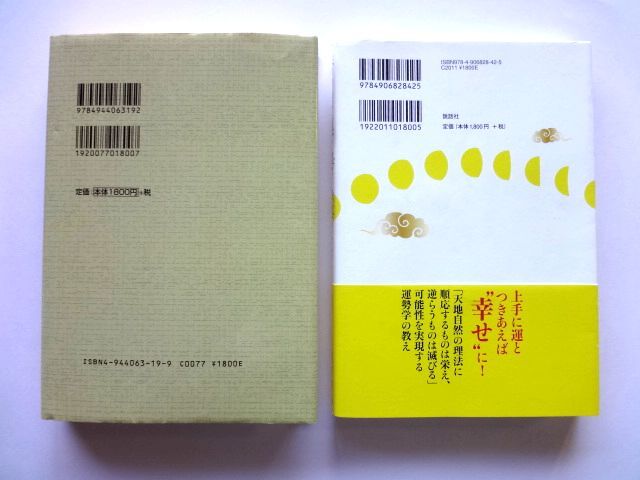 9784944063192
1920077018007
定価 本体1800円 +税
ISBN4-944063-19-9 C0077 ¥1800E
ISBN978-4-906828-42-5
C2011 ¥1800E
9784906828425
1922011018005
説話社
定価(本体1,800円 +税)
上手に運と
つきあえば
“幸せ”に!
「天地自然の理法に
順応するものは栄え、
逆らうものは滅びる」
可能性を実現する
運勢学の教え